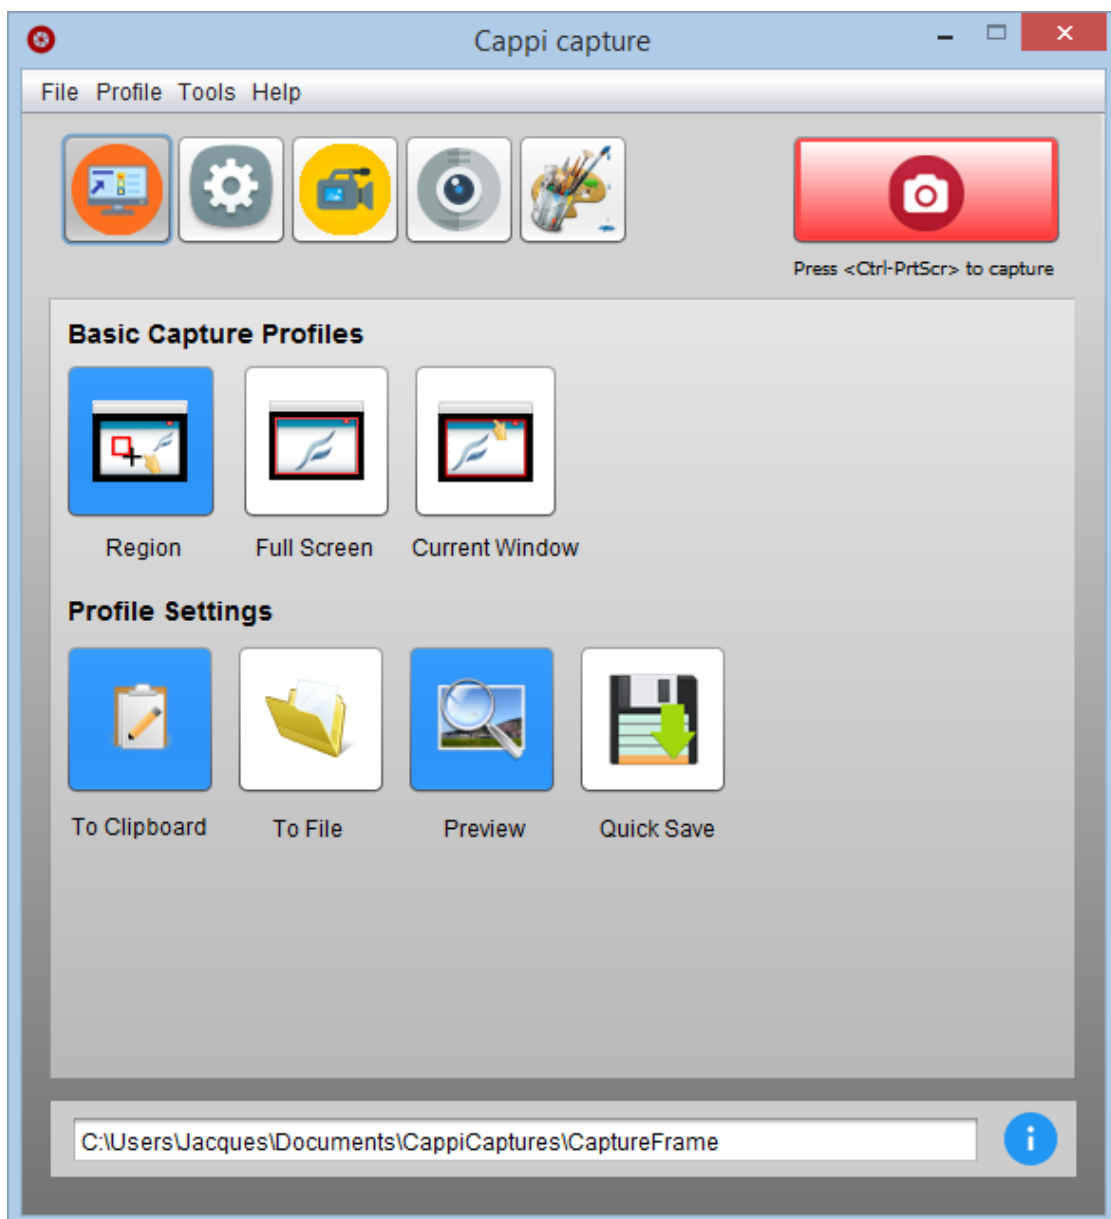 Cappi capture
File Profile Tools Help
Press <Ctrl-PrtScr> to capture
Basic Capture Profiles
Region Full Screen Current Window
Profile Settings
To Clipboard To File Preview Quick Save
C:\Users\Jacques\Documents\CappiCaptures\CaptureFrame